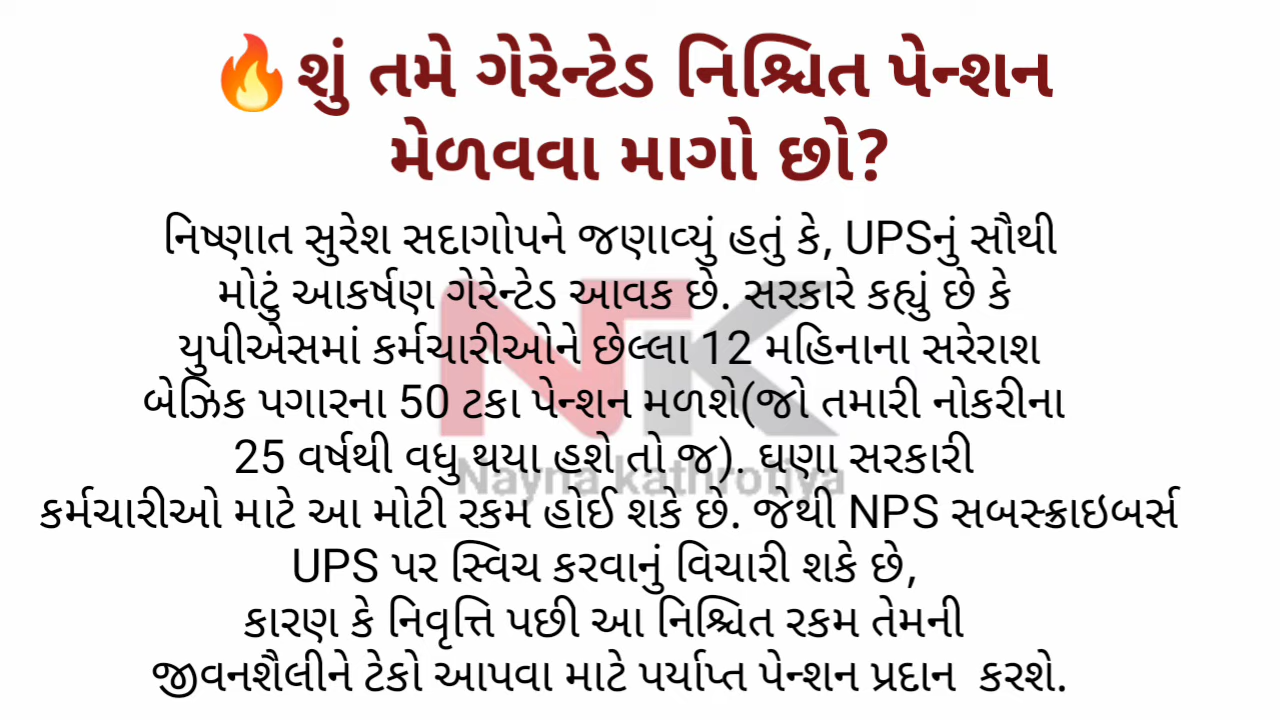 🔥શું તમે ગેરેન્ટેડ નિશ્ચિત પેન્શન
મેળવવા માગો છો?
નિષ્ણાત સુરેશ સદાગોપને જણાવ્યું હતું કે, UPSનું સૌથી
મોટું આકર્ષણ ગેરેન્ટેડ આવક છે. સરકારે કહ્યું છે કે
યુપીએસમાં કર્મચારીઓને છેલ્લા 12 મહિનાના સરેરાશ
બેઝિક પગારના 50 ટકા પેન્શન મળશે(જો તમારી નોકરીના
25 વર્ષથી વધુ થયા હશે તો જ). ઘણા સરકારી
કર્મચારીઓ માટે આ મોટી રકમ હોઈ શકે છે. જેથી NPS સબસ્ક્રાઇબર્સ
UPS પર સ્વિચ કરવાનું વિચારી શકે છે,
કારણ કે નિવૃત્તિ પછી આ નિશ્ચિત રકમ તેમની
જીવનશૈલીને ટેકો આપવા માટે પર્યાપ્ત પેન્શન પ્રદાન કરશે.
NK
Nayna kathrotiya